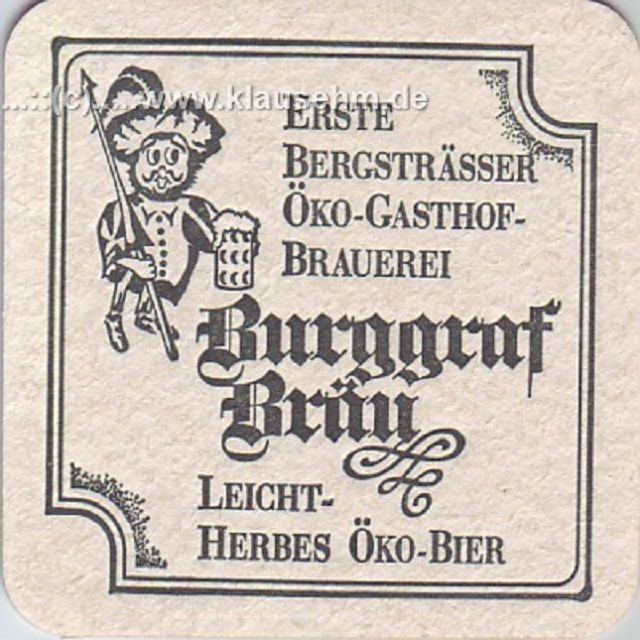 ...::(c)..... www.klausehm.de
ERSTE
BERGSTRÄSSER
ÖKO-GASTHOF-
BRAUEREI
Burggraf
Bräu
LEICHT-
HERBES ÖKO-BIER